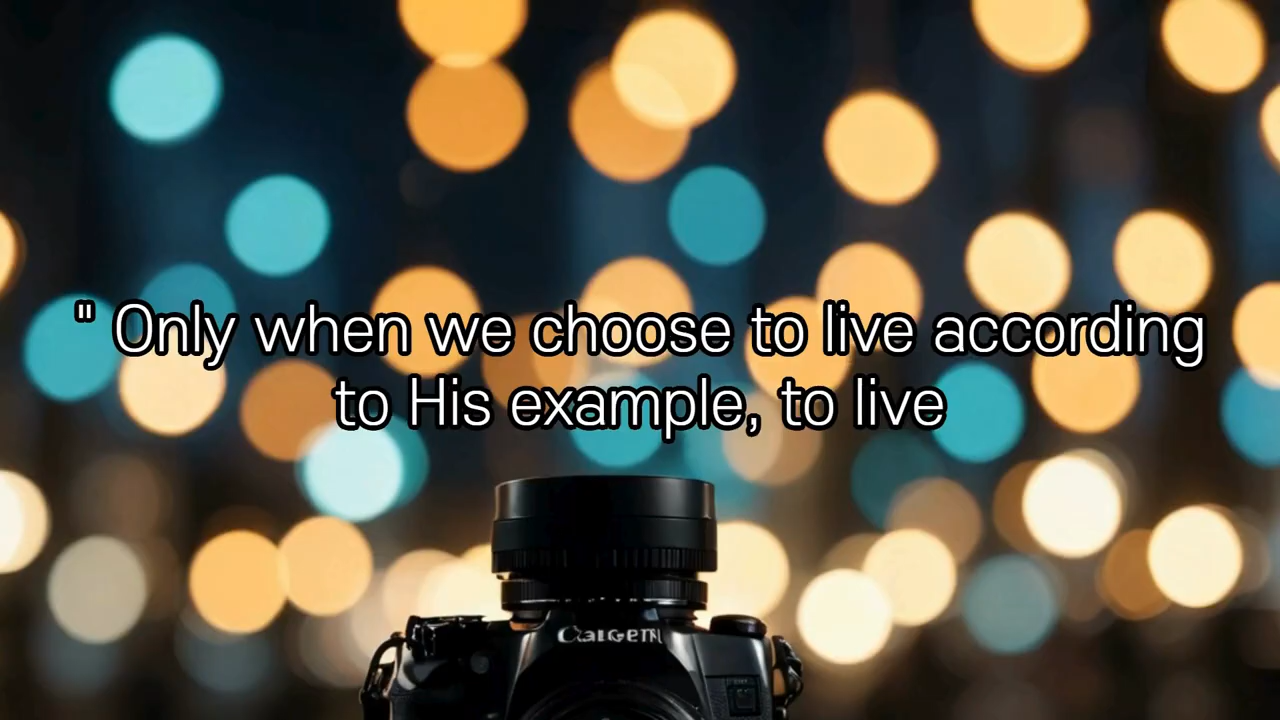 " Only when we choose to live according
to His example, to live